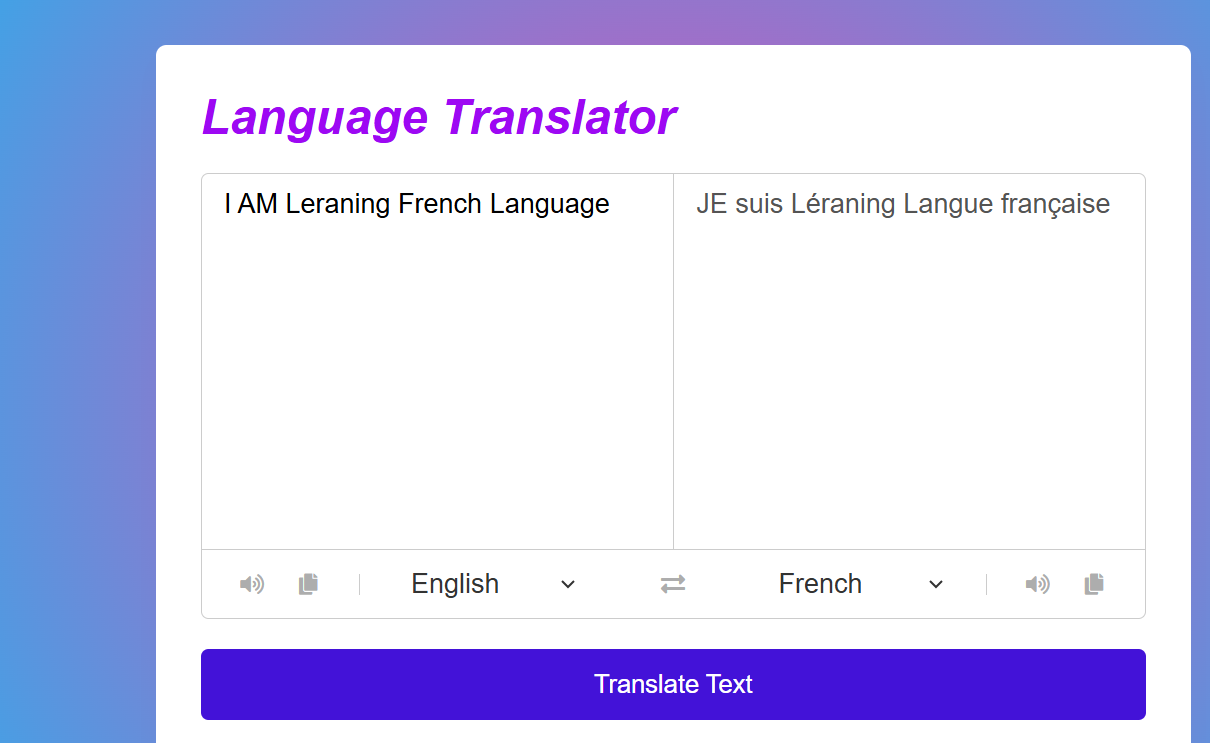 Language Translator
I AM Leraning French Language
JE suis Léraning Langue française
English
French
Translate Text